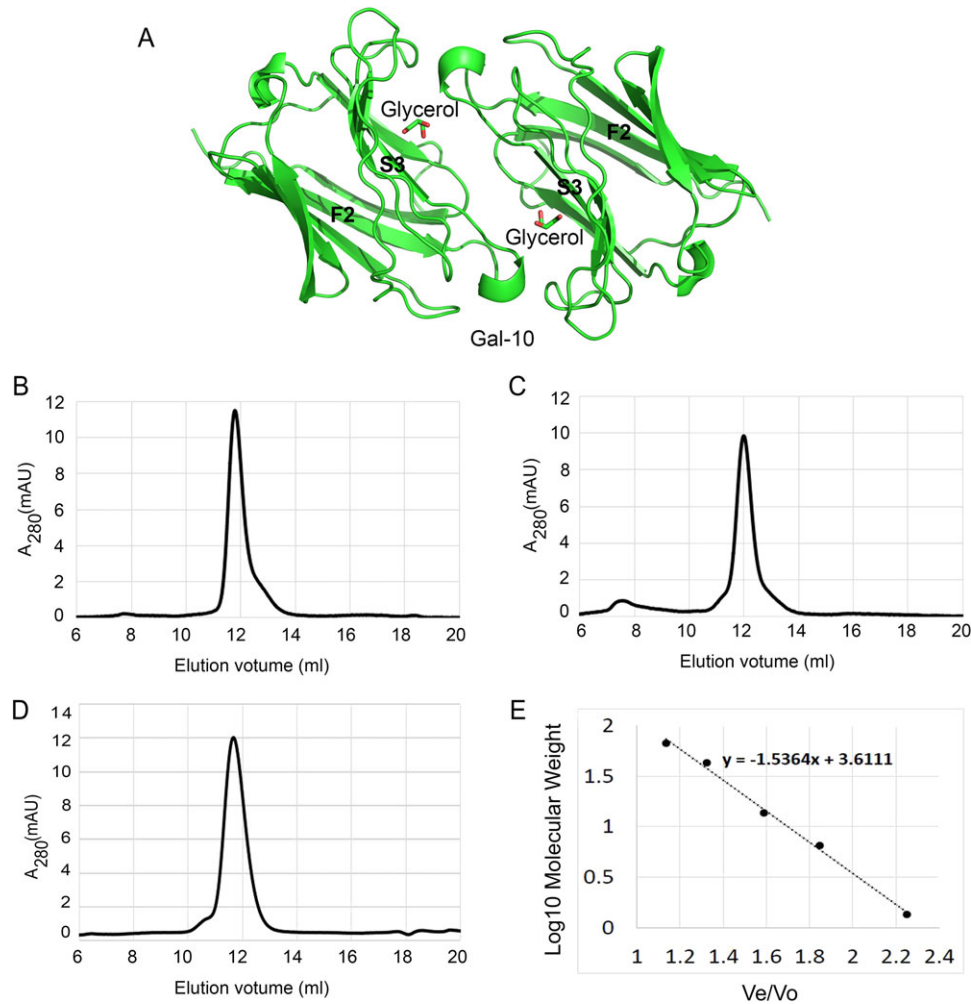 A
Glycerol
F2
S3
S3
F2
Glycerol
Gal-10
B
A280(mAU)
12
10
8
6
4
2
0
6 8 10 12 14 16 18 20
Elution votume (ml)
C
A280(mAU)
12
10
8
6
4
2
0
6 8 10 12 14 16 18 20
Elution votume (ml)
D
A280(mAU)
14
12
10
8
6
4
2
0
6 8 10 12 14 16 18 20
Elution votume (ml)
E
Log10 Molecular Weight
2
1.5
1
0.5
0
y = -1.5364x + 3.6111
1 1.2 1.4 1.6 1.8 2 2.2 2.4
Ve/Vo